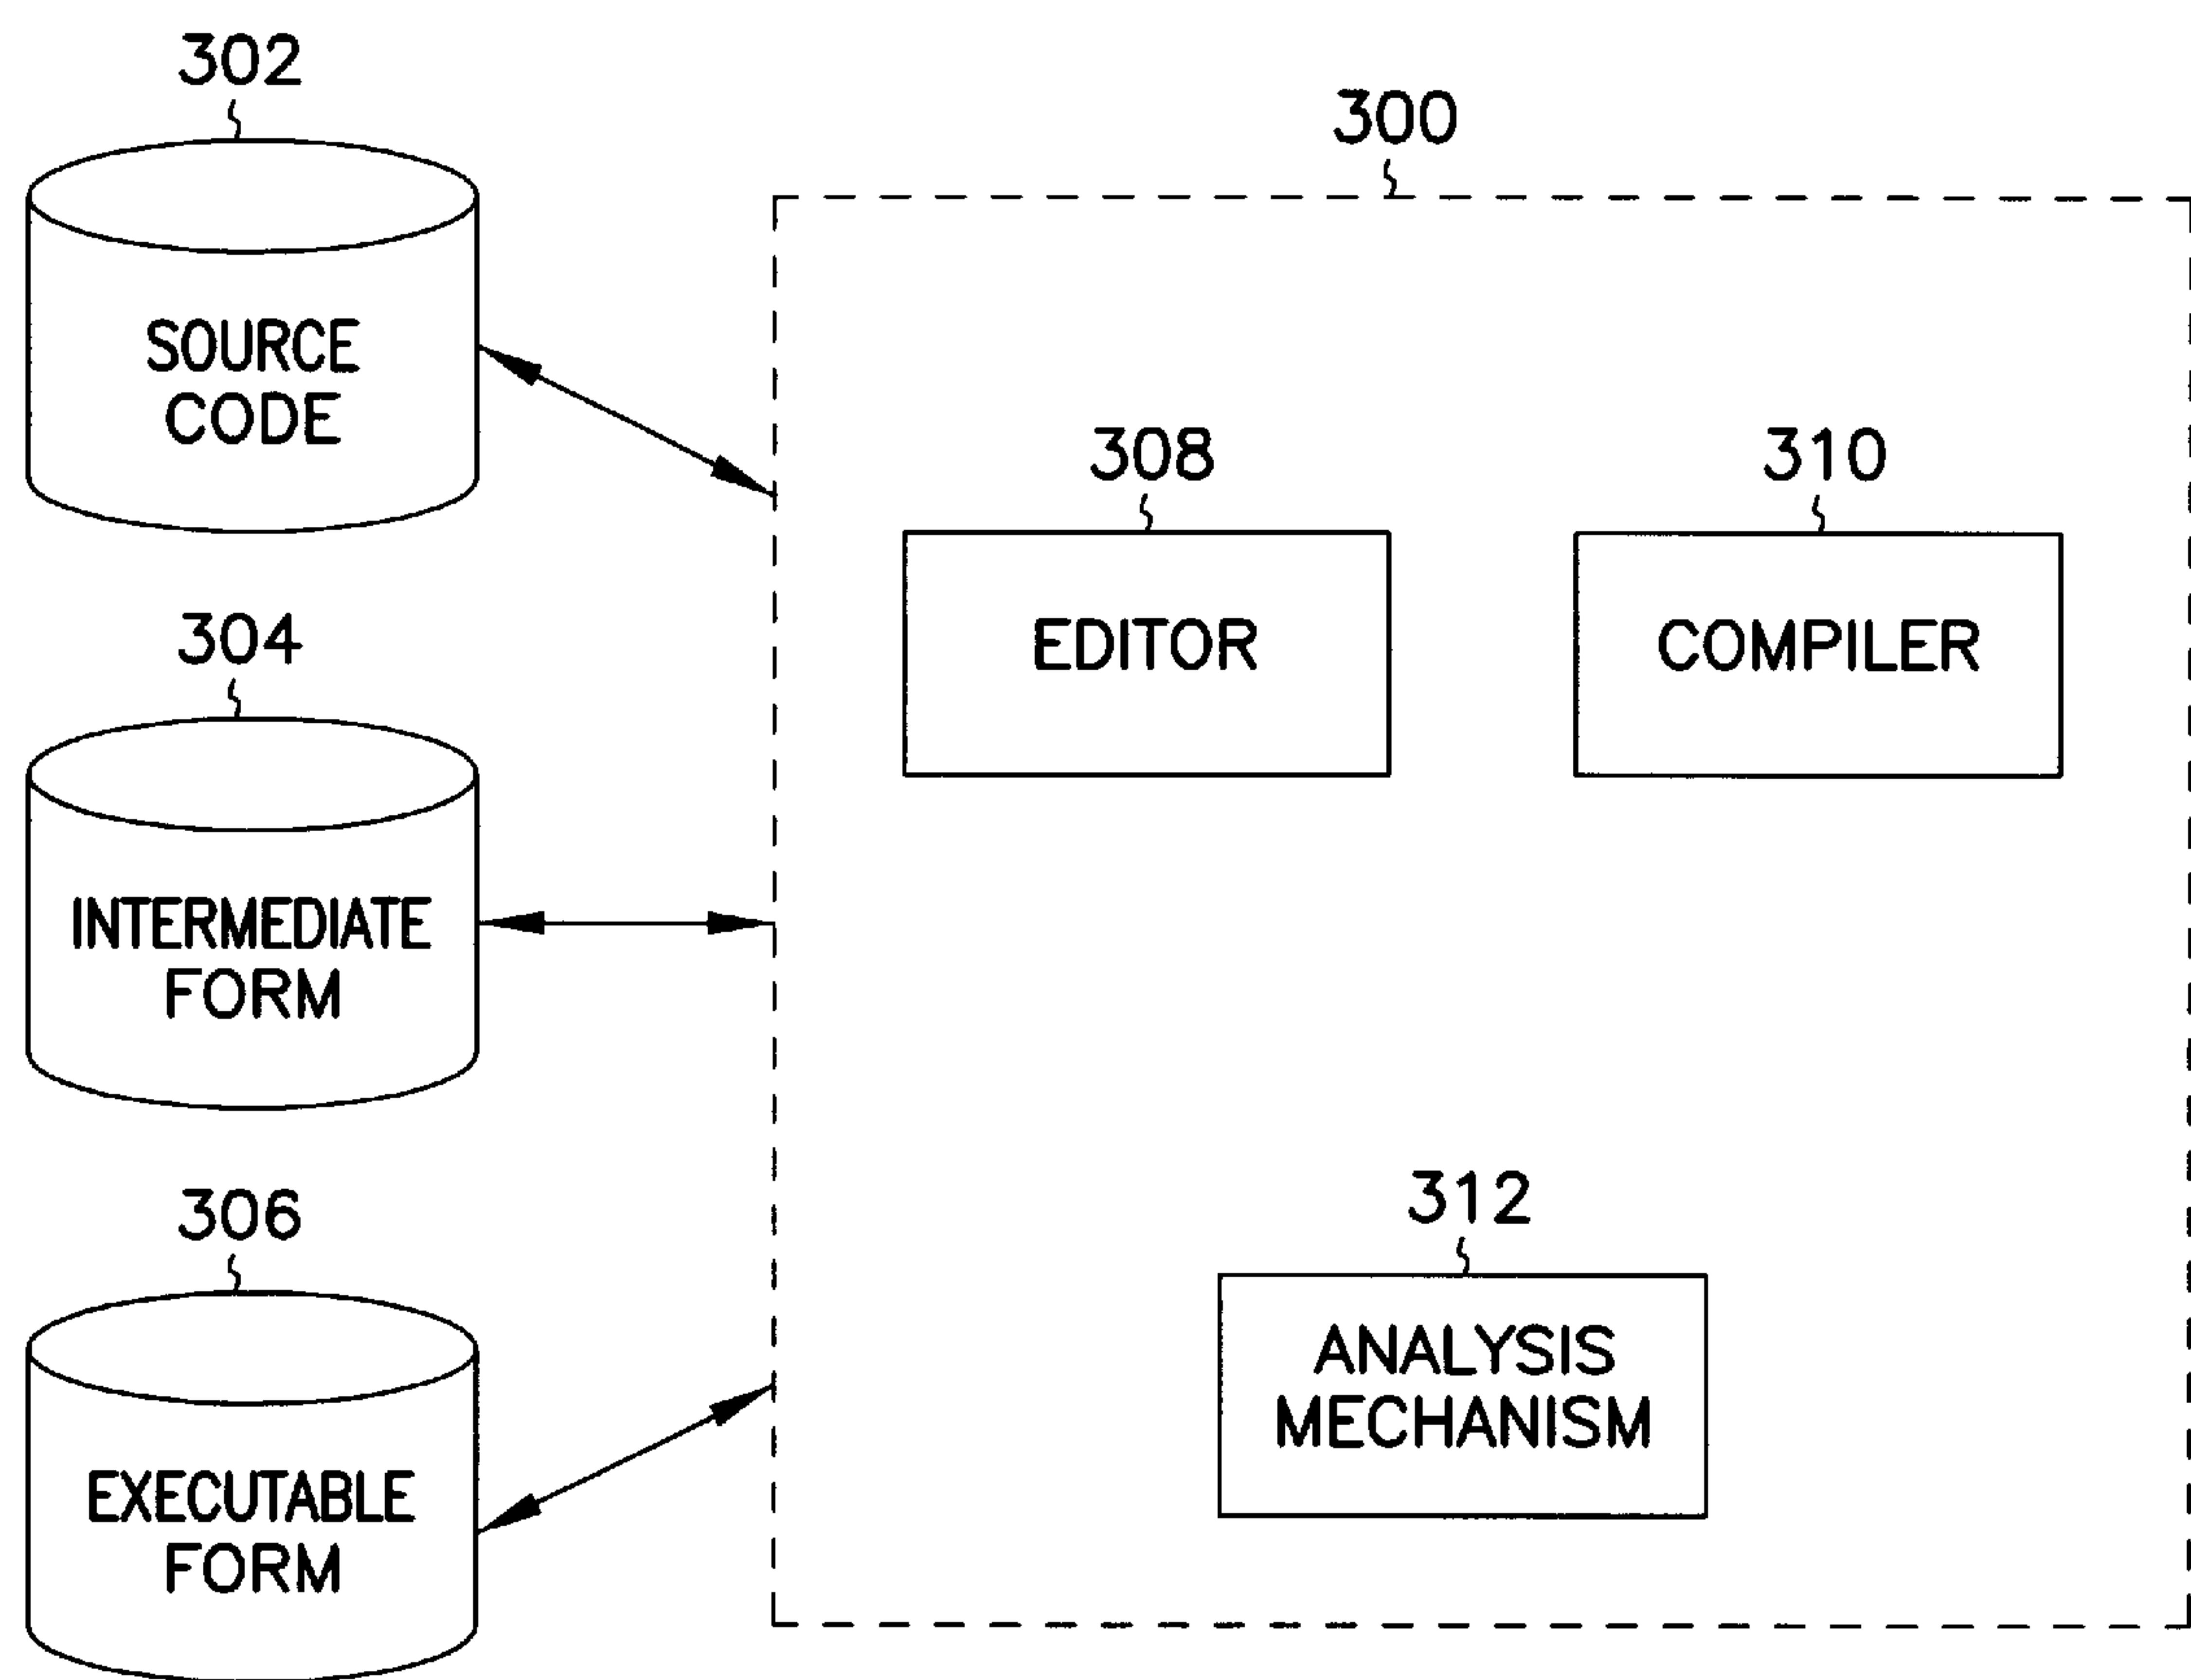 302
SOURCE
CODE
304
INTERMEDIATE
FORM
306
EXECUTABLE
FORM
300
308
EDITOR
310
COMPILER
312
ANALYSIS
MECHANISM